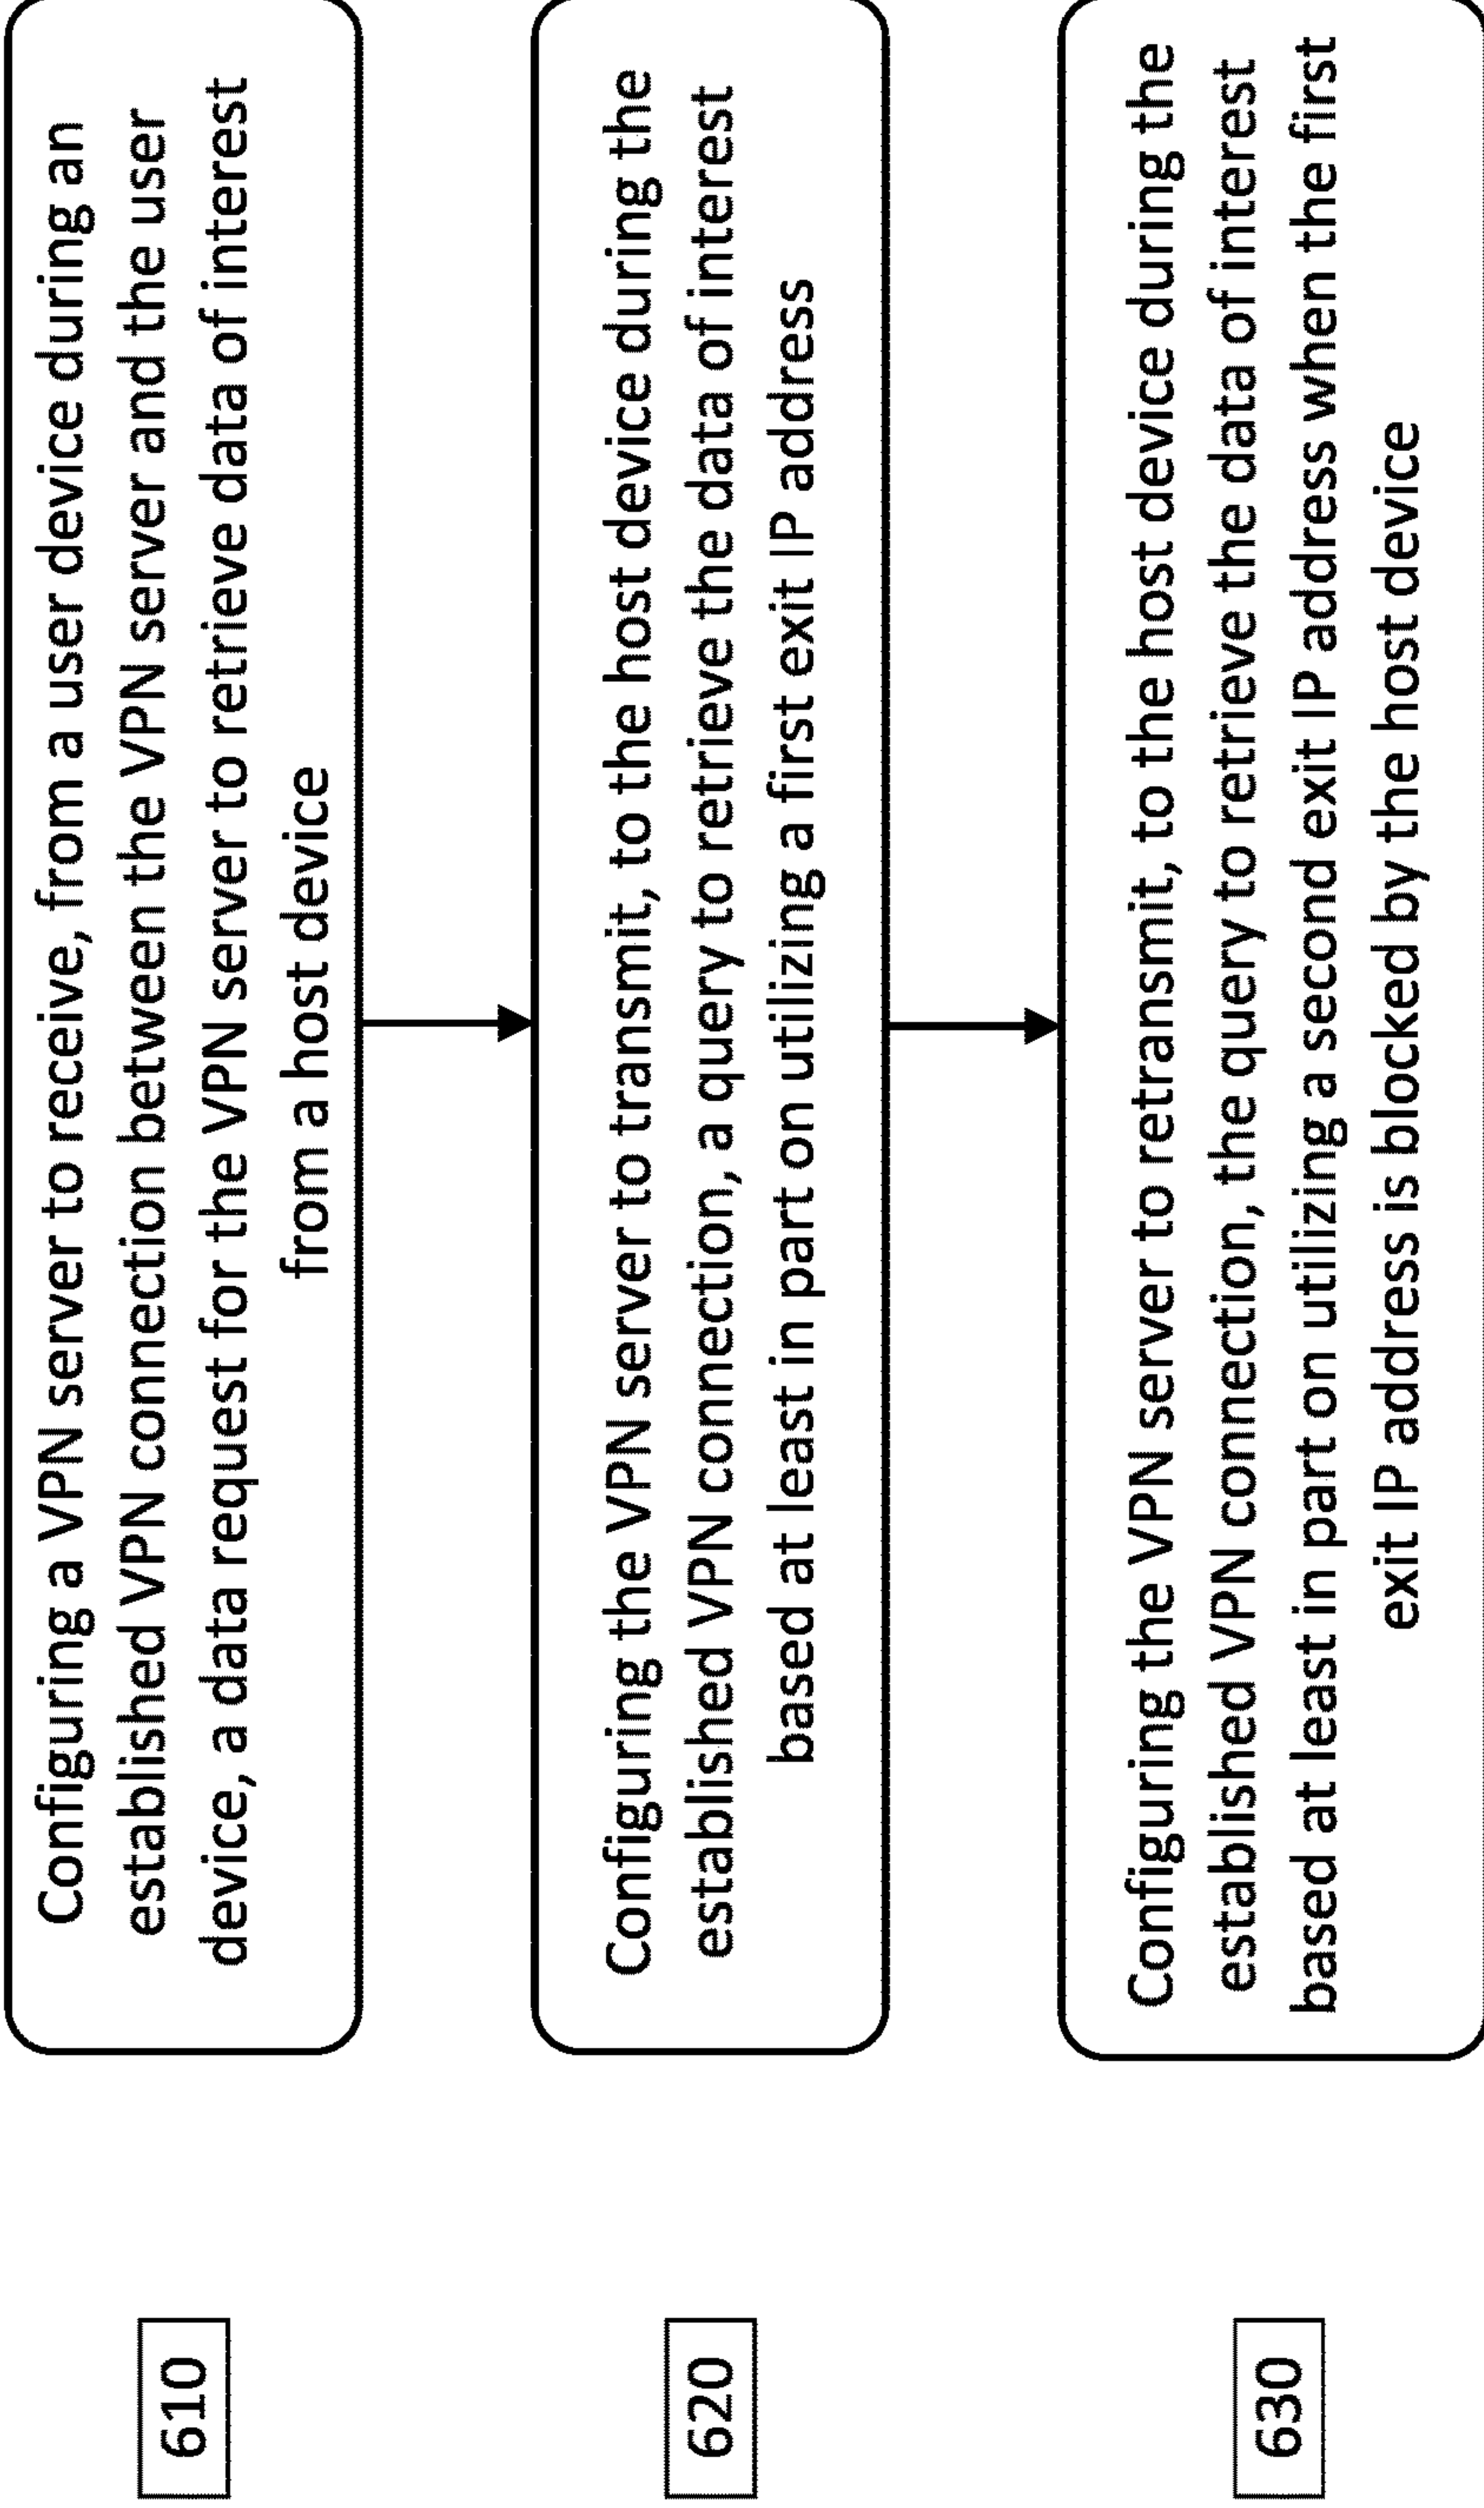 610
Configuring a VPN server to receive, from a user device during an
established VPN connection between the VPN server and the user
device, a data request for the VPN server to retrieve data of interest
from a host device
620
Configuring the VPN server to transmit, to the host device during the
established VPN connection, a query to retrieve the data of interest
based at least in part on utilizing a first exit IP address
630
Configuring the VPN server to retransmit, to the host device during the
established VPN connection, the query to retrieve the data of interest
based at least in part on utilizing a second exit IP address when the first
exit IP address is blocked by the host device